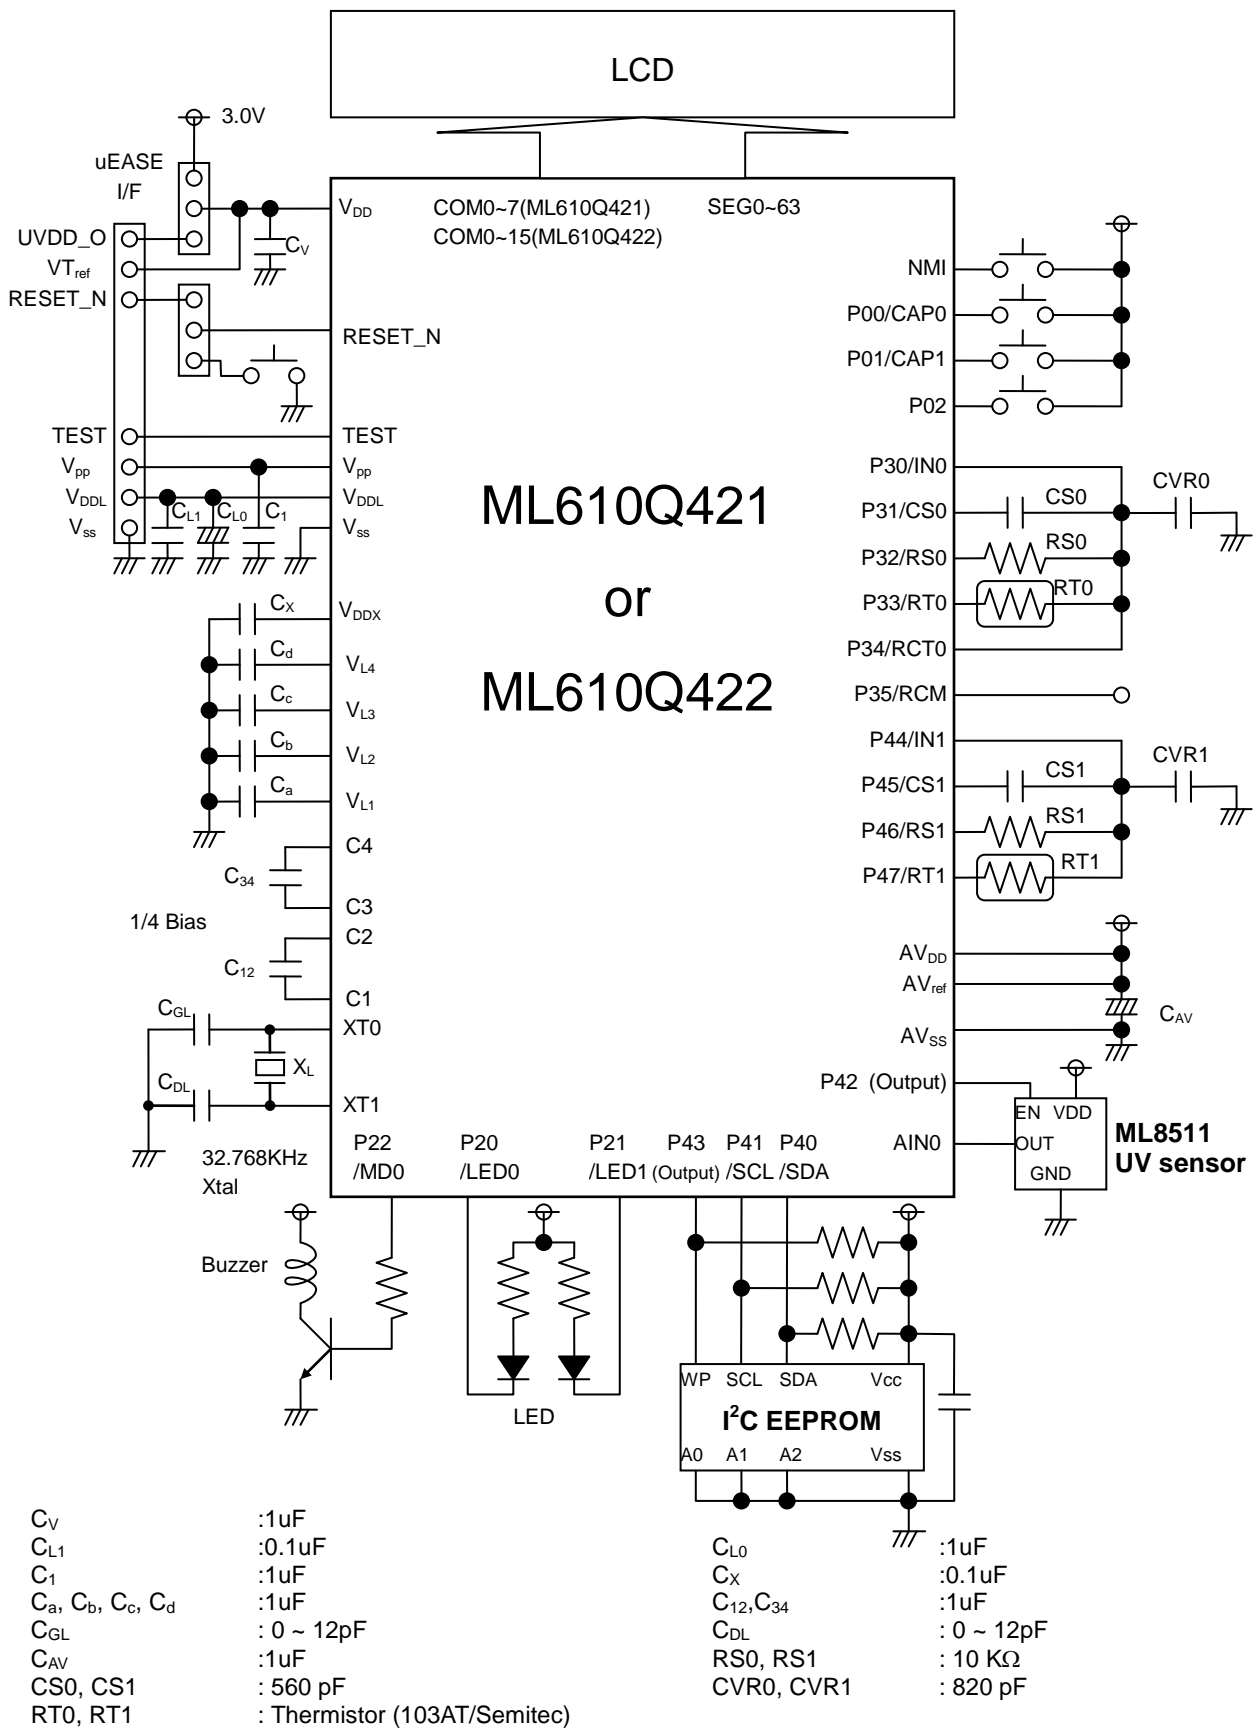 LCD
3.0V
uEASE
I/F
UVDD_O
VTref
RESET_N
TEST
Vpp
VDDL
Vss
CV
CL1
CL0
C1
VDD
COM0~7(ML610Q421)
COM0~15(ML610Q422)
SEG0~63
RESET_N
TEST
Vpp
VDDL
Vss
ML610Q421
or
ML610Q422
NMI
P00/CAP0
P01/CAP1
P02
P30/IN0
P31/CS0
P32/RS0
P33/RT0
P34/RCT0
P35/RCM
P44/IN1
P45/CS1
P46/RS1
P47/RT1
CS0
CVR0
RS0
RT0
CS1
CVR1
RS1
RT1
CX
VDDX
Cd
VL4
Cc
VL3
Cb
VL2
Ca
VL1
C4
C34
C3
1/4 Bias
C2
C12
C1
CGL
XT0
XL
CDL
XT1
32.768KHz
Xtal
AVDD
AVref
AVSS
CAV
P42 (Output)
AIN0
EN VDD
OUT
GND
ML8511
UV sensor
P22
/MD0
P20
/LED0
P21
/LED1
P43
(Output)
P41
/SCL
P40
/SDA
Buzzer
LED
WP SCL SDA Vcc
I²C EEPROM
A0 A1 A2 Vss
CV :1uF
CL1 :0.1uF
C1 :1uF
Ca, Cb, Cc, Cd :1uF
CGL : 0 ~ 12pF
CAV :1uF
CS0, CS1 : 560 pF
RT0, RT1 : Thermistor (103AT/Semitec)
CL0 :1uF
CX :0.1uF
C12,C34 :1uF
CDL : 0 ~ 12pF
RS0, RS1 : 10 KΩ
CVR0, CVR1 : 820 pF